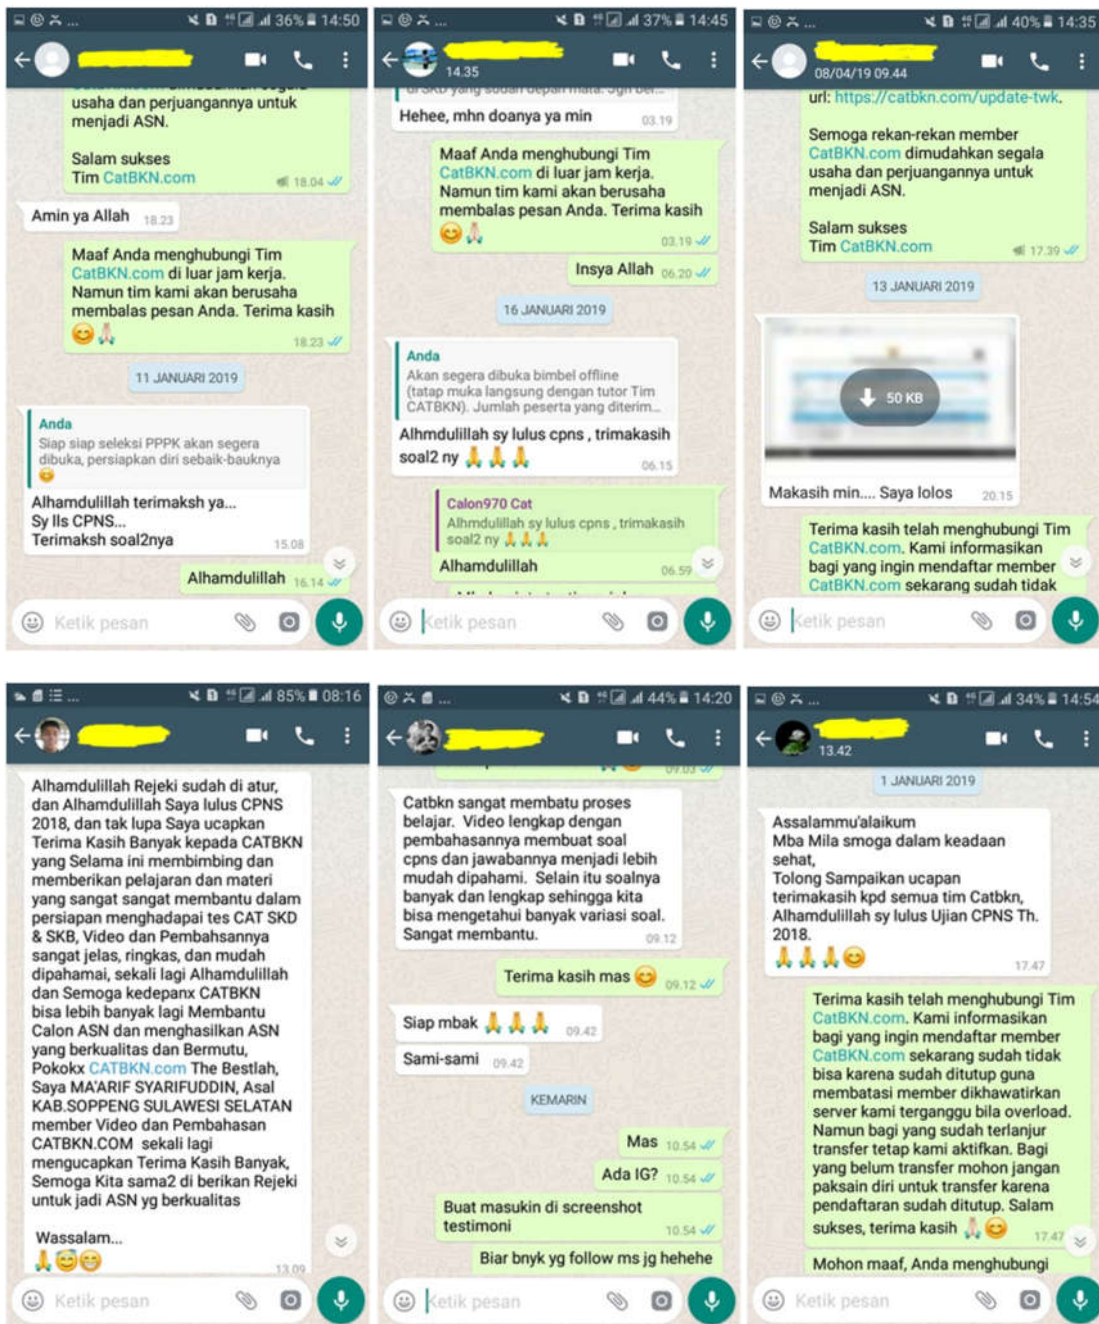 36% 14:50
usaha dan perjuangannya untuk
menjadi ASN.
Salam sukses
Tim CatBKN.com
18.04
Amin ya Allah 18.23
Maaf Anda menghubungi Tim
CatBKN.com di luar jam kerja.
Namun tim kami akan berusaha
membalas pesan Anda. Terima kasih
😊🙏
18.23
11 JANUARI 2019
Anda
Siap siap seleksi PPPK akan segera
dibuka, persiapkan diri sebaik-bauknya
😊
Alhamdulillah terimaksh ya...
Sy lls CPNS...
Terimaksh soal2nya 15.08
Alhamdulillah 16.14
Ketik pesan
37% 14:45
14.35
Hehee, mhn doanya ya min 03.19
Maaf Anda menghubungi Tim
CatBKN.com di luar jam kerja.
Namun tim kami akan berusaha
membalas pesan Anda. Terima kasih
😊🙏 03.19
Insya Allah 06.20
16 JANUARI 2019
Anda
Akan segera dibuka bimbel offline
(tatap muka langsung dengan tutor Tim
CATBKN). Jumlah peserta yang diterim...
Alhmdulillah sy lulus cpns , trimakasih
soal2 ny 🙏🙏🙏 06.15
Calon970 Cat
Alhmdulillah sy lulus cpns , trimakasih
soal2 ny 🙏🙏🙏
Alhamdulillah 06.59
Ketik pesan
40% 14:35
08/04/19 09.44
url: https://catbkn.com/update-twk.
Semoga rekan-rekan member
CatBKN.com dimudahkan segala
usaha dan perjuangannya untuk
menjadi ASN.
Salam sukses
Tim CatBKN.com 17.39
13 JANUARI 2019
50 KB
Makasih min.... Saya lolos 20.15
Terima kasih telah menghubungi Tim
CatBKN.com. Kami informasikan
bagi yang ingin mendaftar member
CatBKN.com sekarang sudah tidak
Ketik pesan
85% 08:16
Alhamdulillah Rejeki sudah di atur,
dan Alhamdulillah Saya lulus CPNS
2018, dan tak lupa Saya ucapkan
Terima Kasih Banyak kepada CATBKN
yang Selama ini membimbing dan
memberikan pelajaran dan materi
yang sangat sangat membantu dalam
persiapan menghadapai tes CAT SKD
& SKB, Video dan Pembahsannya
sangat jelas, ringkas, dan mudah
dipahamai, sekali lagi Alhamdulillah
dan Semoga kedepanx CATBKN
bisa lebih banyak lagi Membantu
Calon ASN dan menghasilkan ASN
yang berkualitas dan Bermutu,
Pokokx CATBKN.com The Bestlah,
Saya MA'ARIF SYARIFUDDIN, Asal
KAB.SOPPENG SULAWESI SELATAN
member Video dan Pembahasan
CATBKN.COM sekali lagi
mengucapkan Terima Kasih Banyak,
Semoga Kita sama2 di berikan Rejeki
untuk jadi ASN yg berkualitas
Wassalam...
🙏😇😁 13.09
Ketik pesan
44% 14:20
09.03
Catbkn sangat membatu proses
belajar. Video lengkap dengan
pembahasannya membuat soal
cpns dan jawabannya menjadi lebih
mudah dipahami. Selain itu soalnya
banyak dan lengkap sehingga kita
bisa mengetahui banyak variasi soal.
Sangat membantu. 09.12
Terima kasih mas 😊 09.12
Siap mbak 🙏🙏🙏 09.42
Sami-sami 09.42
KEMARIN
Mas 10.54
Ada IG? 10.54
Buat masukin di screenshot
testimoni 10.54
Biar bnyk yg follow ms jg hehehe
Ketik pesan
34% 14:54
13.42
1 JANUARI 2019
Assalammu'alaikum
Mba Mila smoga dalam keadaan
sehat,
Tolong Sampaikan ucapan
terimakasih kpd semua tim Catbkn,
Alhamdulillah sy lulus Ujian CPNS Th.
2018.
🙏🙏🙏😊 17.47
Terima kasih telah menghubungi Tim
CatBKN.com. Kami informasikan
bagi yang ingin mendaftar member
CatBKN.com sekarang sudah tidak
bisa karena sudah ditutup guna
membatasi member dikhawatirkan
server kami terganggu bila overload.
Namun bagi yang sudah terlanjur
transfer tetap kami aktifkan. Bagi
yang belum transfer mohon jangan
paksain diri untuk transfer karena
pendaftaran sudah ditutup. Salam
sukses, terima kasih 🙏😊 17.47
Mohon maaf, Anda menghubungi
Ketik pesan